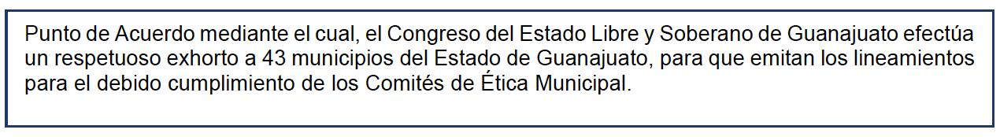 Punto de Acuerdo mediante el cual, el Congreso del Estado Libre y Soberano de Guanajuato efectúa
un respetuoso exhorto a 43 municipios del Estado de Guanajuato, para que emitan los lineamientos
para el debido cumplimiento de los Comités de Ética Municipal.